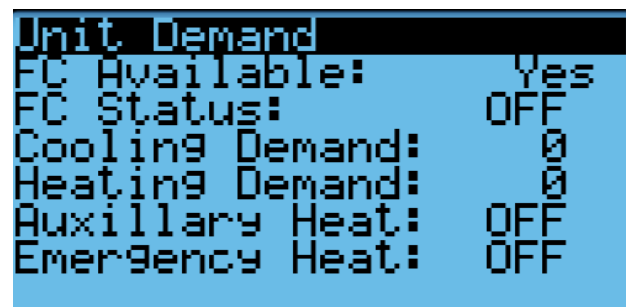 Unit Demand
FC Available: Yes
FC Status: OFF
Cooling Demand: 0
Heating Demand: 0
Auxillary Heat: OFF
Emergency Heat: OFF